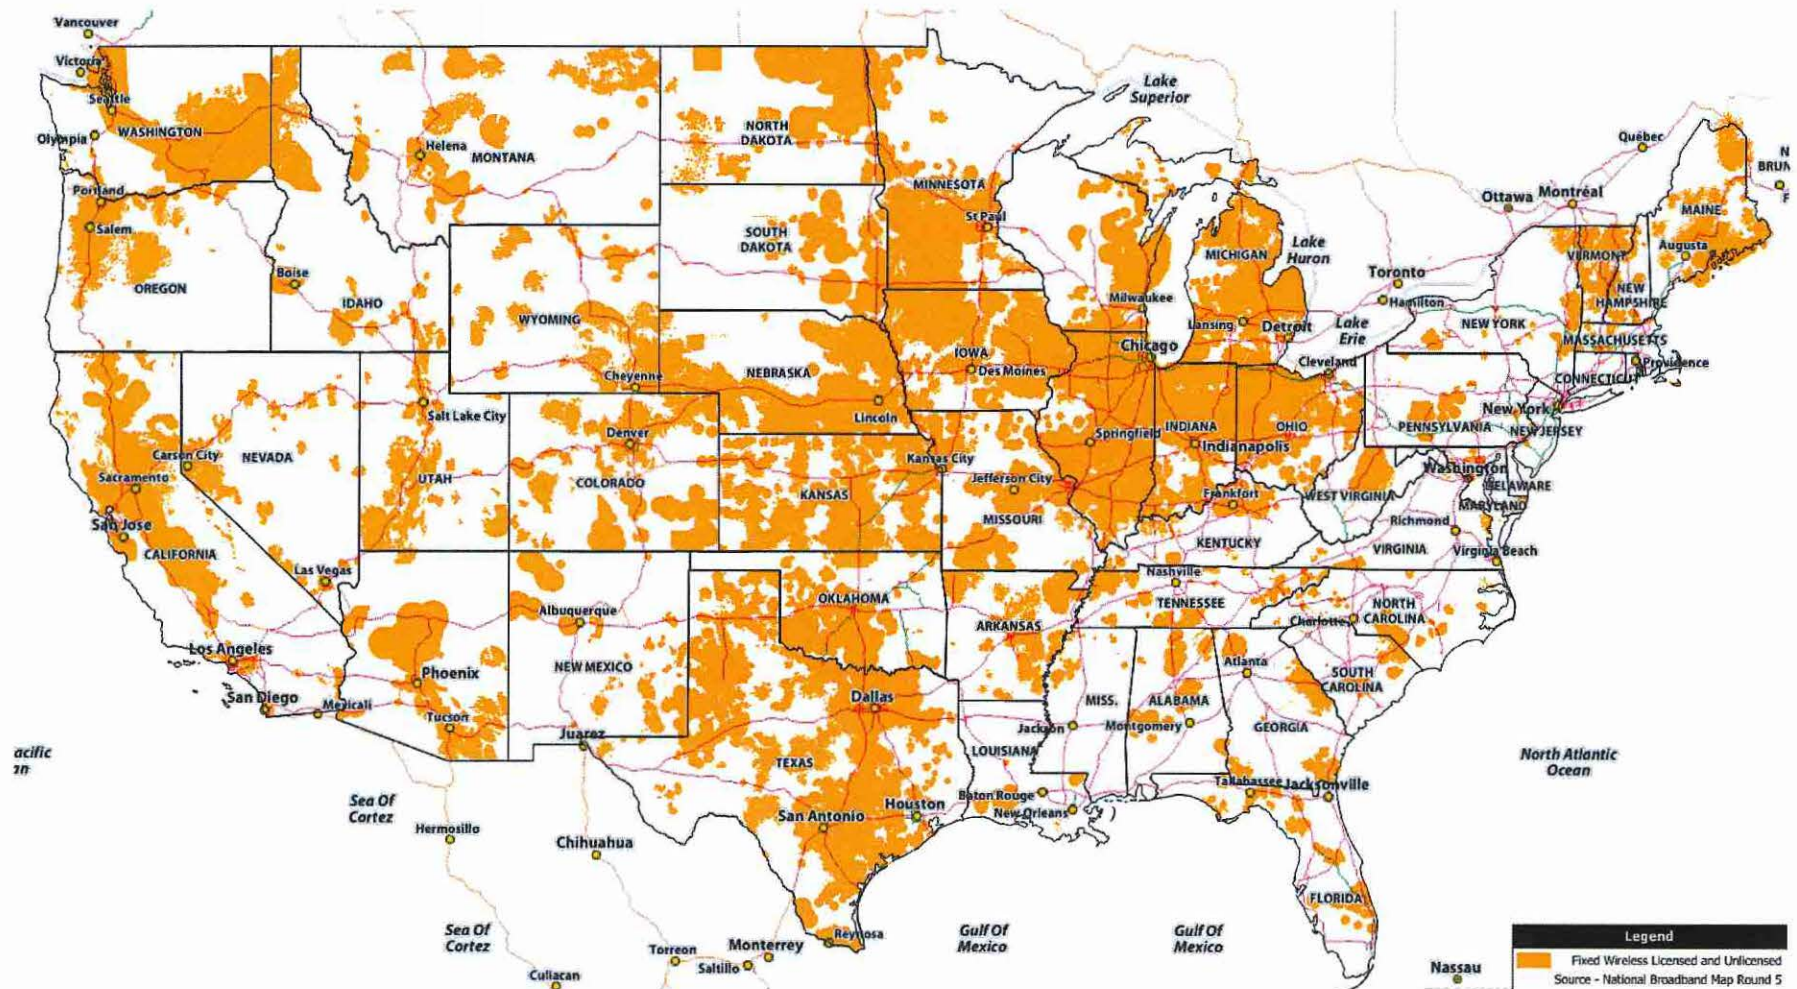 Vancouver
Victoria
Seattle
Olympia
WASHINGTON
Portland
Salem
OREGON
Boise
IDAHO
Helena
MONTANA
NORTH
DAKOTA
SOUTH
DAKOTA
WYOMING
Cheyenne
NEBRASKA
Lincoln
MINNESOTA
St Paul
Lake
Superior
IOWA
Des Moines
Milwaukee
Chicago
MICHIGAN
Lansing
Detroit
Lake
Huron
Lake
Erie
Toronto
Hamilton
Cleveland
Ottawa
Montréal
Québec
N
BRUN
F
MAINE
Augusta
VERMONT
NEW
HAMPSHIRE
NEW YORK
MASSACHUSETTS
Providence
CONNECTICUT
New York
PENNSYLVANIA
NEW JERSEY
Washington
DELAWARE
MARYLAND
WEST VIRGINIA
Richmond
VIRGINIA
Virginia Beach
OHIO
INDIANA
Indianapolis
Springfield
Frankfort
KENTUCKY
Kansas City
Jefferson City
MISSOURI
KANSAS
Denver
COLORADO
Salt Lake City
UTAH
NEVADA
Carson City
Sacramento
San Jose
CALIFORNIA
Las Vegas
Los Angeles
San Diego
Mexicali
Phoenix
Tucson
Albuquerque
NEW MEXICO
Juarez
OKLAHOMA
Dallas
TEXAS
San Antonio
Houston
ARKANSAS
Nashville
TENNESSEE
NORTH
CAROLINA
Charlotte
SOUTH
CAROLINA
Atlanta
GEORGIA
ALABAMA
Montgomery
MISS.
Jackson
LOUISIANA
Baton Rouge
New Orleans
Tallahassee
Jacksonville
FLORIDA
North Atlantic
Ocean
acific
an
Sea Of
Cortez
Hermosillo
Chihuahua
Sea Of
Cortez
Culiacan
Torreon
Saltillo
Monterrey
Reynosa
Gulf Of
Mexico
Gulf Of
Mexico
Nassau
Legend
Fixed Wireless Licensed and Unlicensed
Source - National Broadband Map Round 5